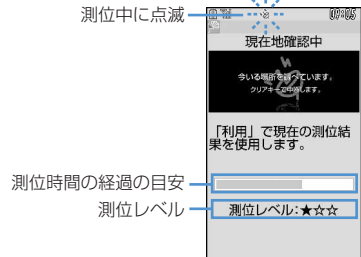 測位中に点滅
09:05
現在地確認中
今いる場所を調べています。
クリアキーで中断します。
「利用」で現在の測位結
果を使用します。
測位時間の経過の目安
測位レベル
測位レベル：★☆☆